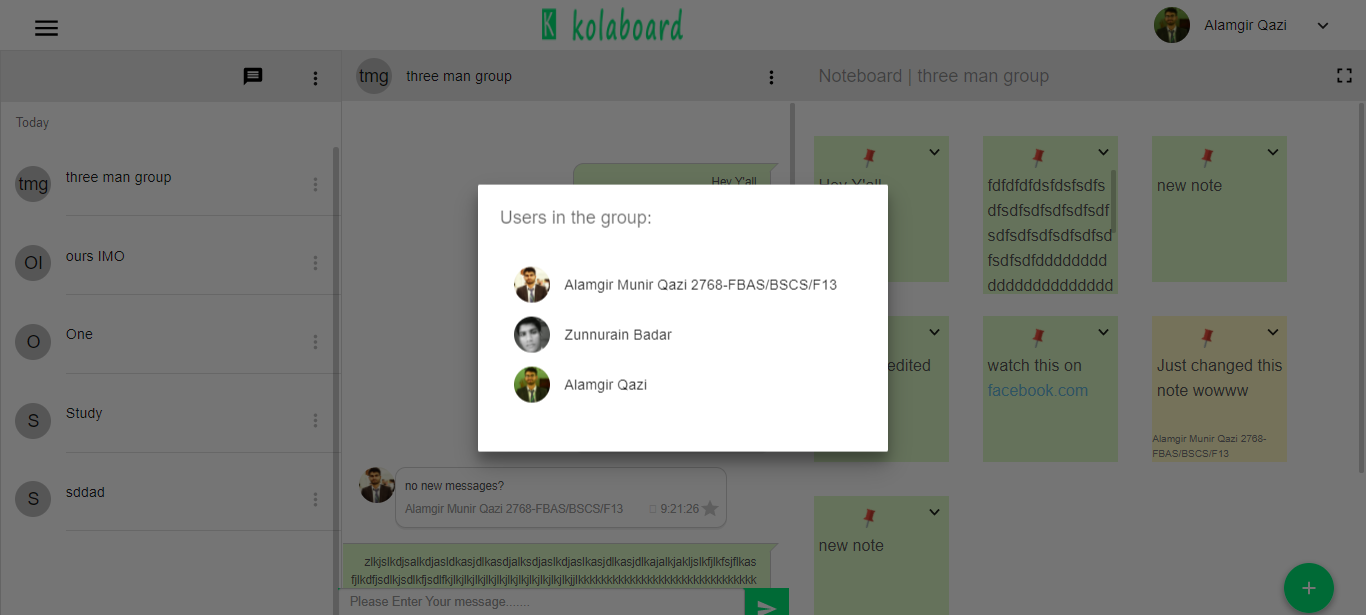 K kolaboard
Alamgir Qazi
tmg three man group
Noteboard | three man group
Today
tmg three man group
OI ours IMO
O One
S Study
S sddad
Hey Y'all
Users in the group:
Alamgir Munir Qazi 2768-FBAS/BSCS/F13
Zunnurain Badar
Alamgir Qazi
no new messages?
Alamgir Munir Qazi 2768-FBAS/BSCS/F13 9:21:26
Please Enter Your message.......
Hey Y'all
fdfdfdfdsfdsfsdfs
dfsdfsdfsdfsdfsdf
sdfsdfsdfsdfsdfsd
fsdfsdfdddddddd
dddddddddddddd
new note
edited
watch this on
facebook.com
Just changed this
note wowww
Alamgir Munir Qazi 2768-
FBAS/BSCS/F13
new note
+